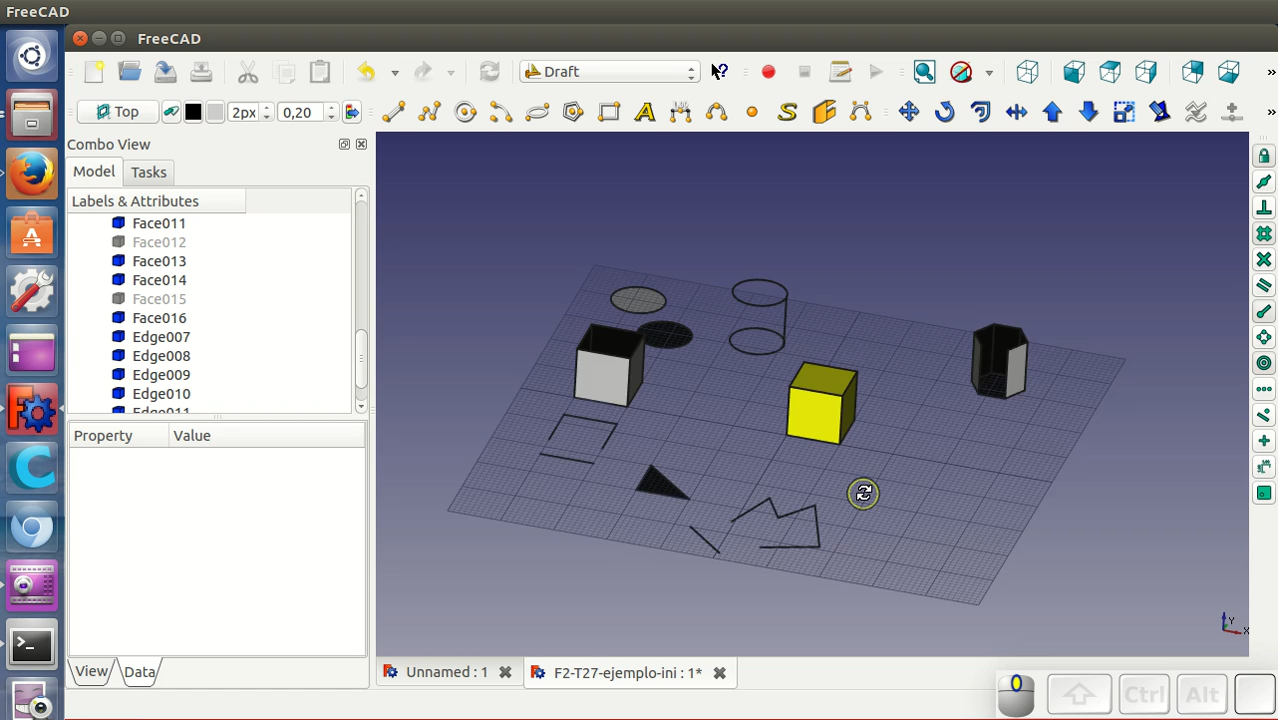 FreeCAD
FreeCAD
Draft
Top
2px
0,20
Combo View
Model
Tasks
Labels & Attributes
Face011
Face012
Face013
Face014
Face015
Face016
Edge007
Edge008
Edge009
Edge010
Edge011
Property
Value
Y
X
View
Data
Unnamed : 1
F2-T27-ejemplo-ini : 1*
Ctrl
Alt